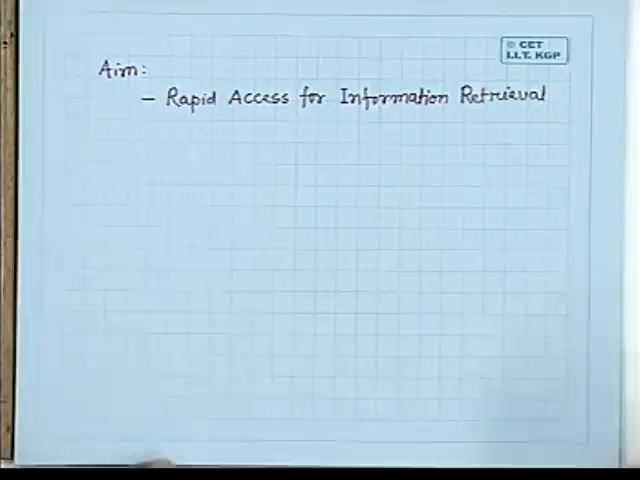 © CET
I.I.T. KGP
Aim:
— Rapid Access for Information Retrieval